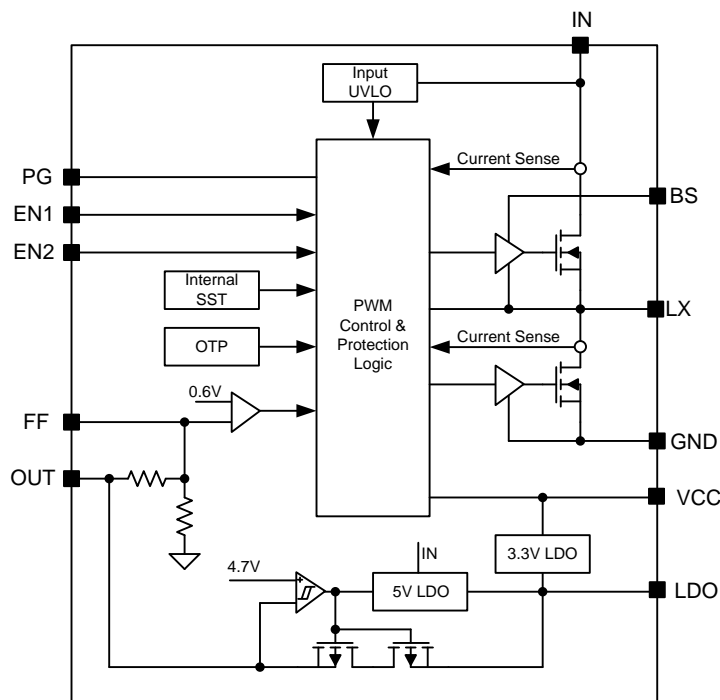 IN
Input
UVLO
Current Sense
PG
BS
EN1
EN2
Internal
SST
PWM
Control &
Protection
Logic
LX
OTP
Current Sense
0.6V
FF
GND
OUT
VCC
IN
3.3V LDO
4.7V
+
5V LDO
LDO